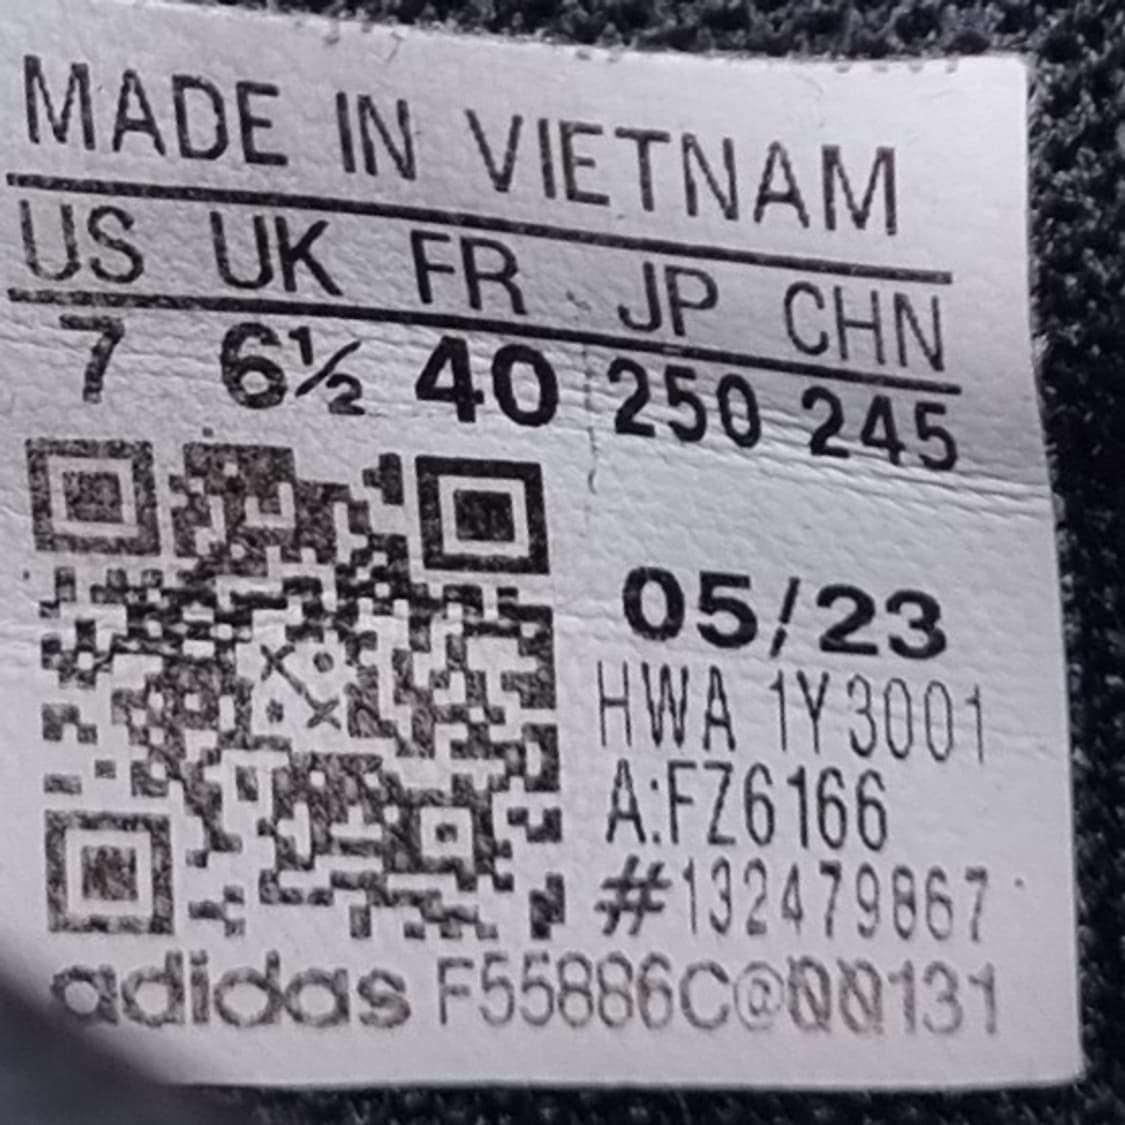 MADE IN VIETNAM
US UK FR JP CHN
7 6½ 40 250 245
05/23
HWA 1Y3001
A:FZ6166
#132479867
adidas